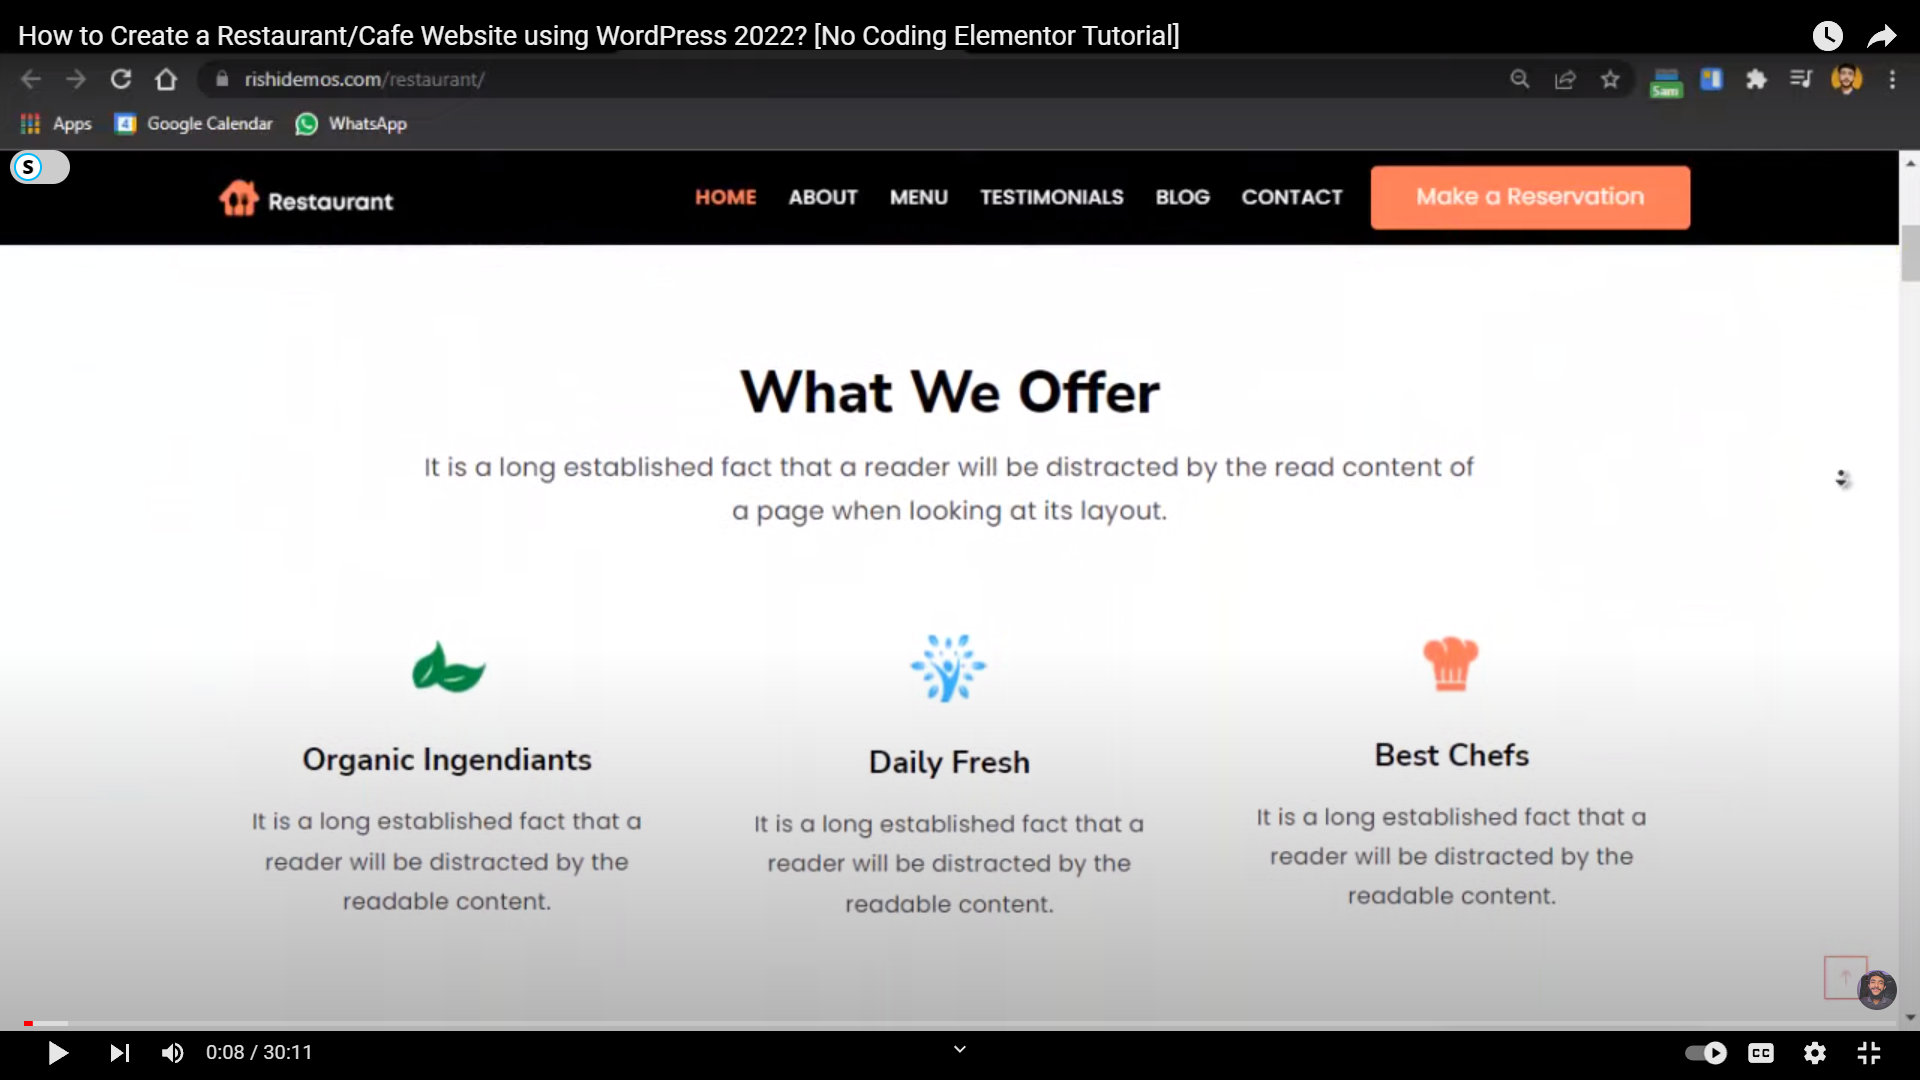 How to Create a Restaurant/Cafe Website using WordPress 2022? [No Coding Elementor Tutorial]
rishidemos.com/restaurant/
Sam
Apps
4
Google Calendar
WhatsApp
S
Restaurant
HOME
ABOUT
MENU
TESTIMONIALS
BLOG
CONTACT
Make a Reservation
What We Offer
It is a long established fact that a reader will be distracted by the read content of
a page when looking at its layout.
Organic Ingendiants
It is a long established fact that a
reader will be distracted by the
readable content.
Daily Fresh
It is a long established fact that a
reader will be distracted by the
readable content.
Best Chefs
It is a long established fact that a
reader will be distracted by the
readable content.
0:08 / 30:11
CC